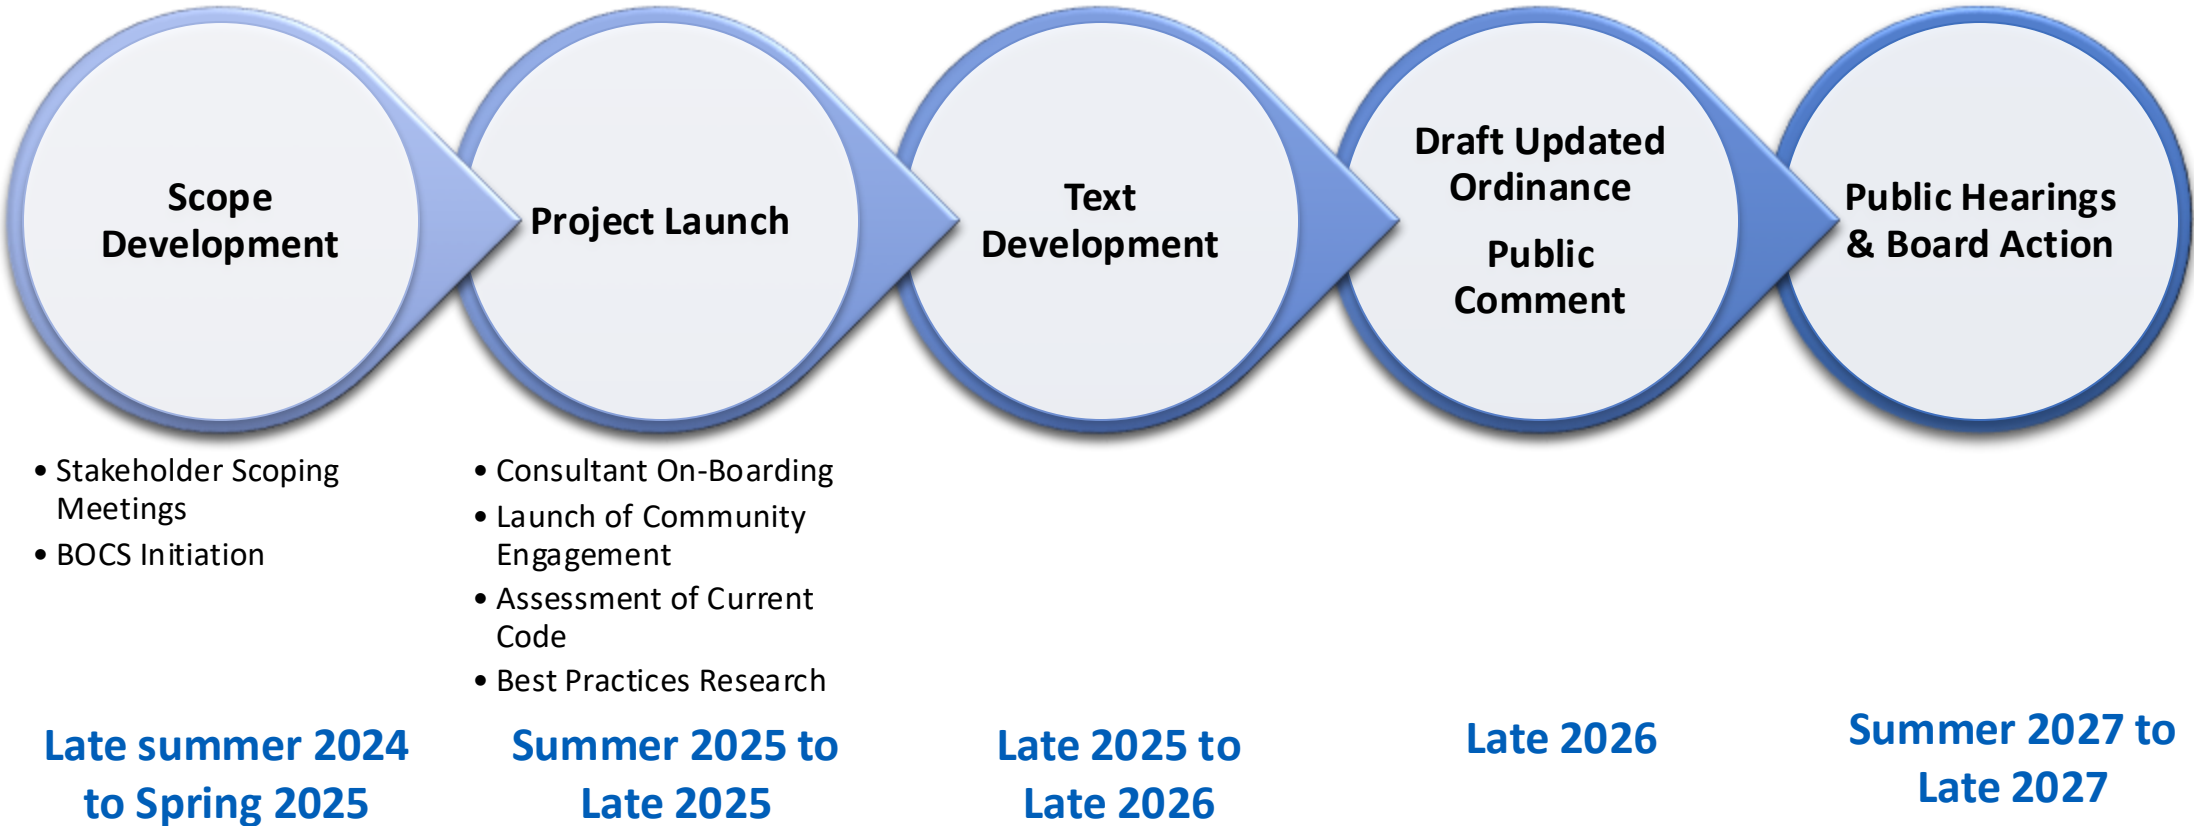 Scope
Development
Project Launch
Text
Development
Draft Updated
Ordinance
Public
Comment
Public Hearings
& Board Action
• Stakeholder Scoping
Meetings
• BOCS Initiation
• Consultant On-Boarding
• Launch of Community
Engagement
• Assessment of Current
Code
• Best Practices Research
Late summer 2024
to Spring 2025
Summer 2025 to
Late 2025
Late 2025 to
Late 2026
Late 2026
Summer 2027 to
Late 2027